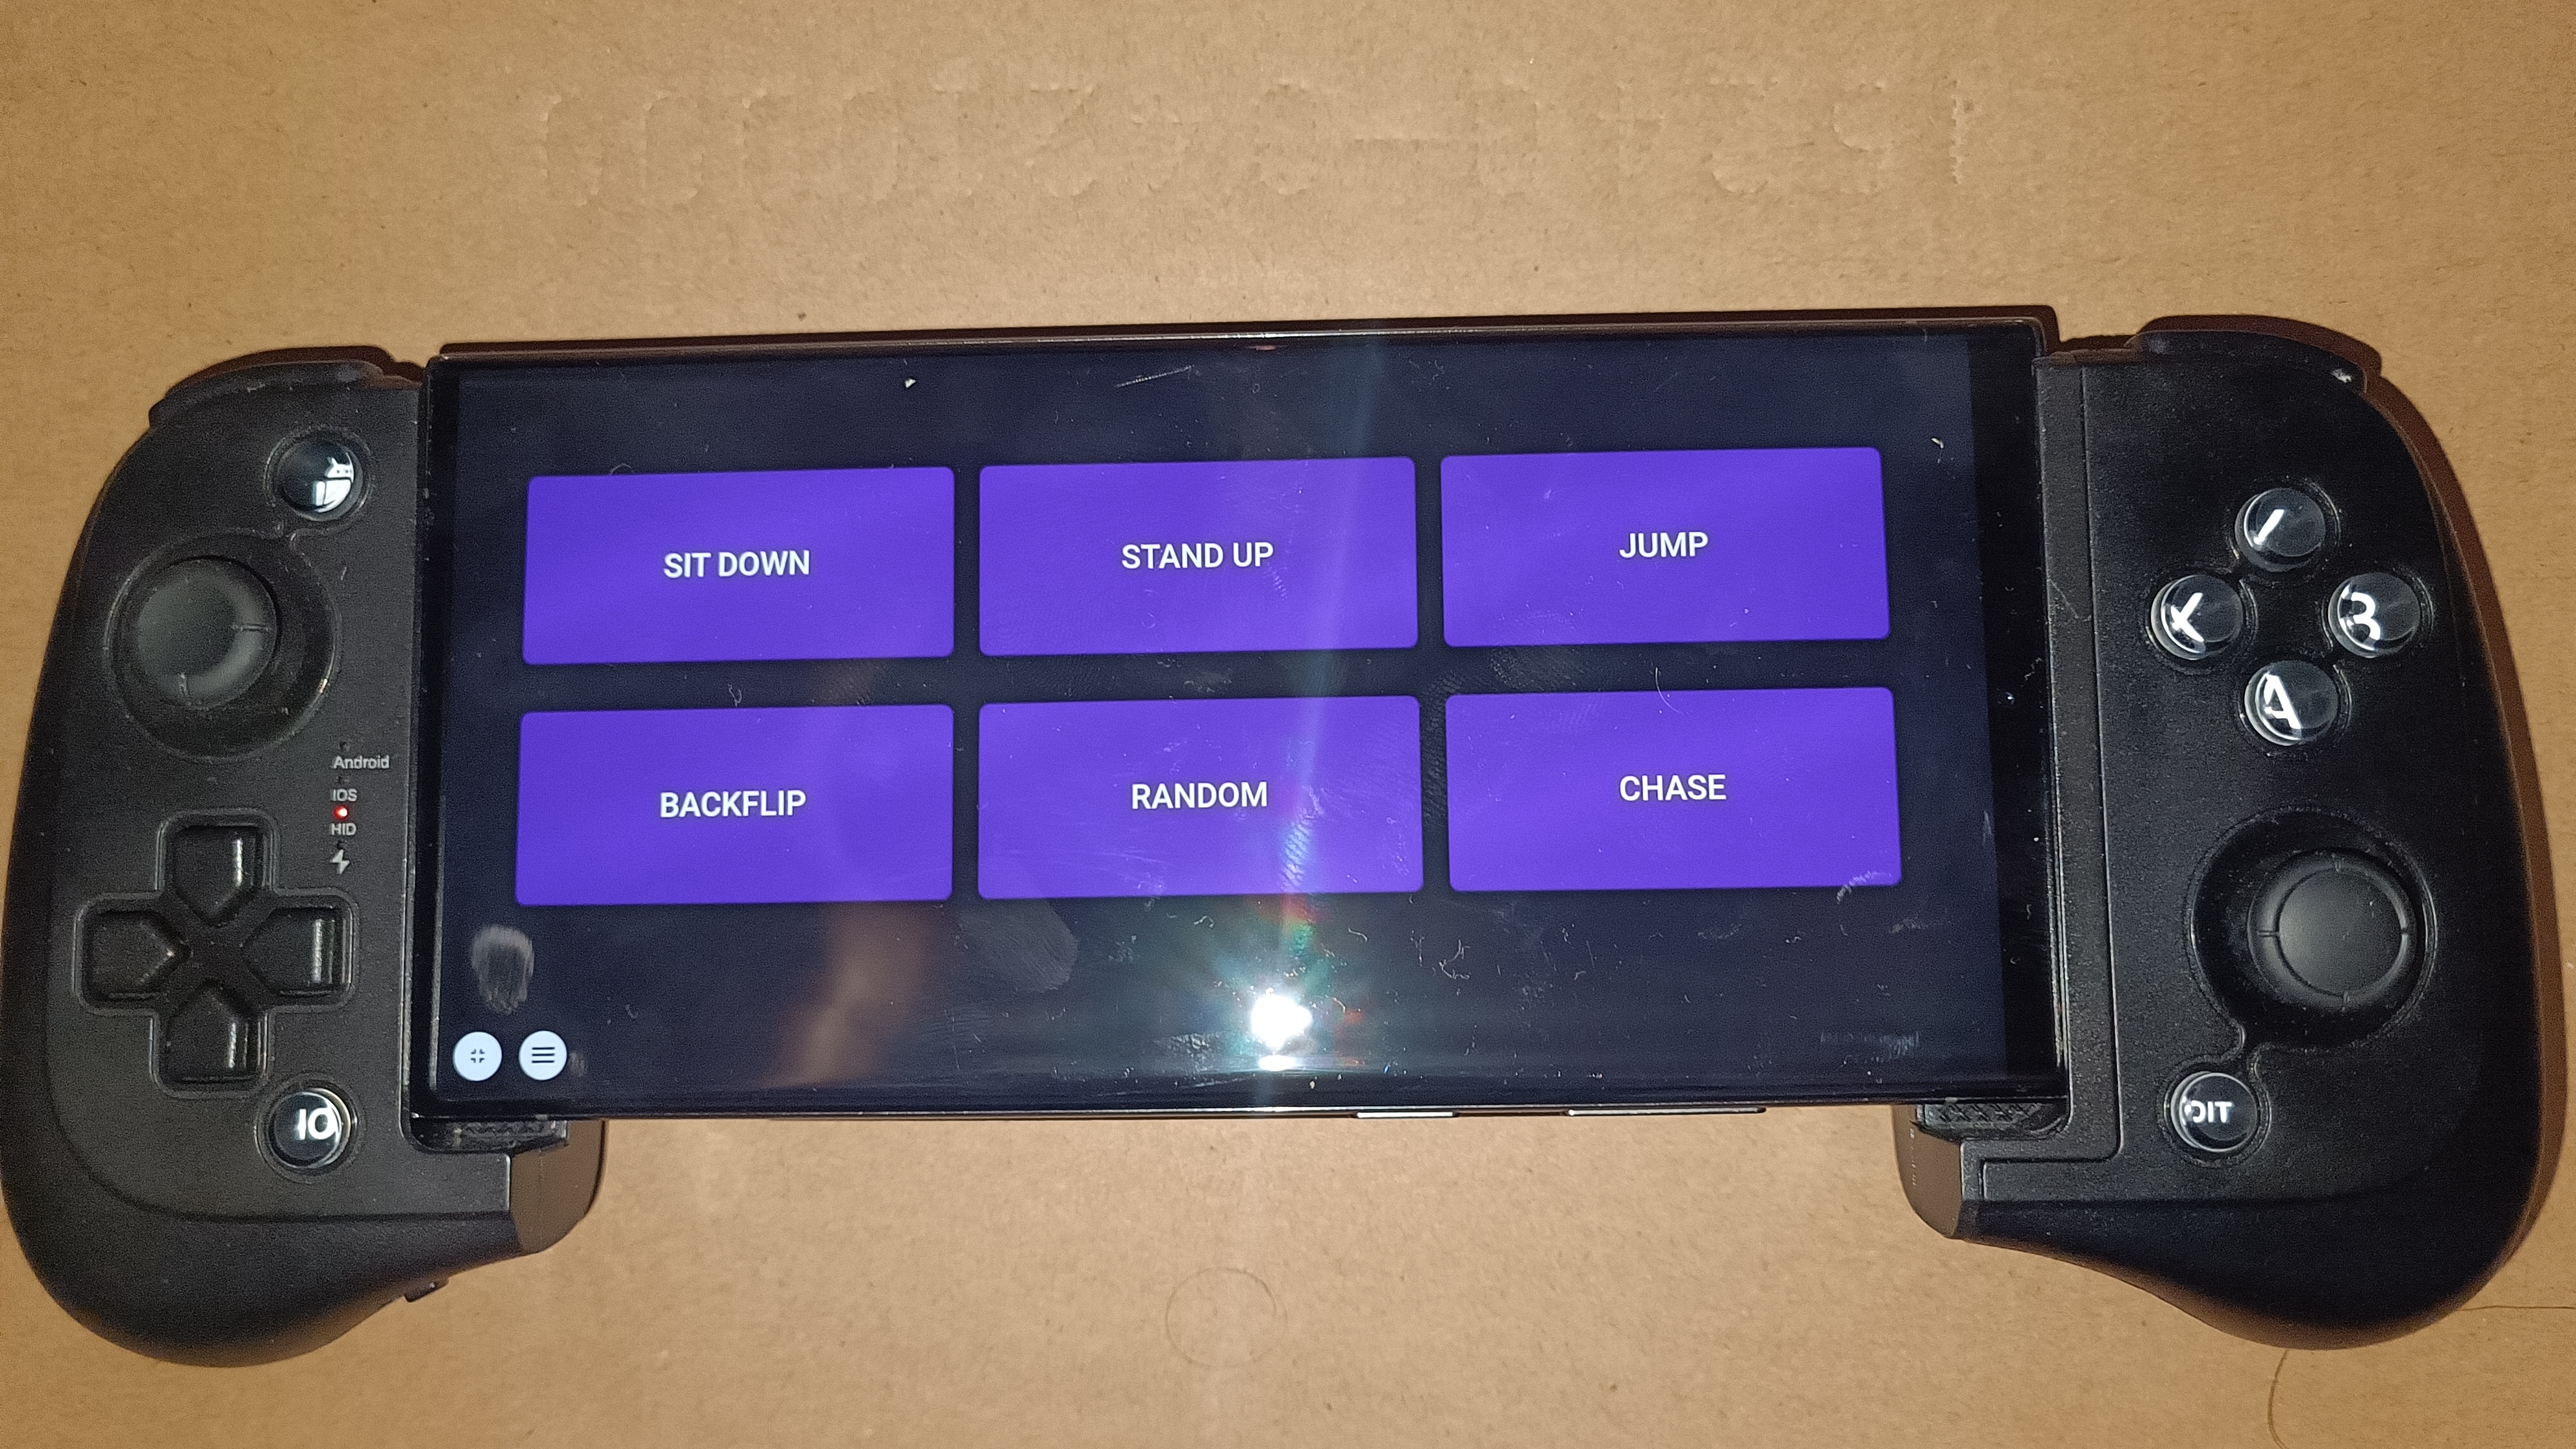 SIT DOWN
STAND UP
JUMP
BACKFLIP
RANDOM
CHASE
Android
IOS
HID
A